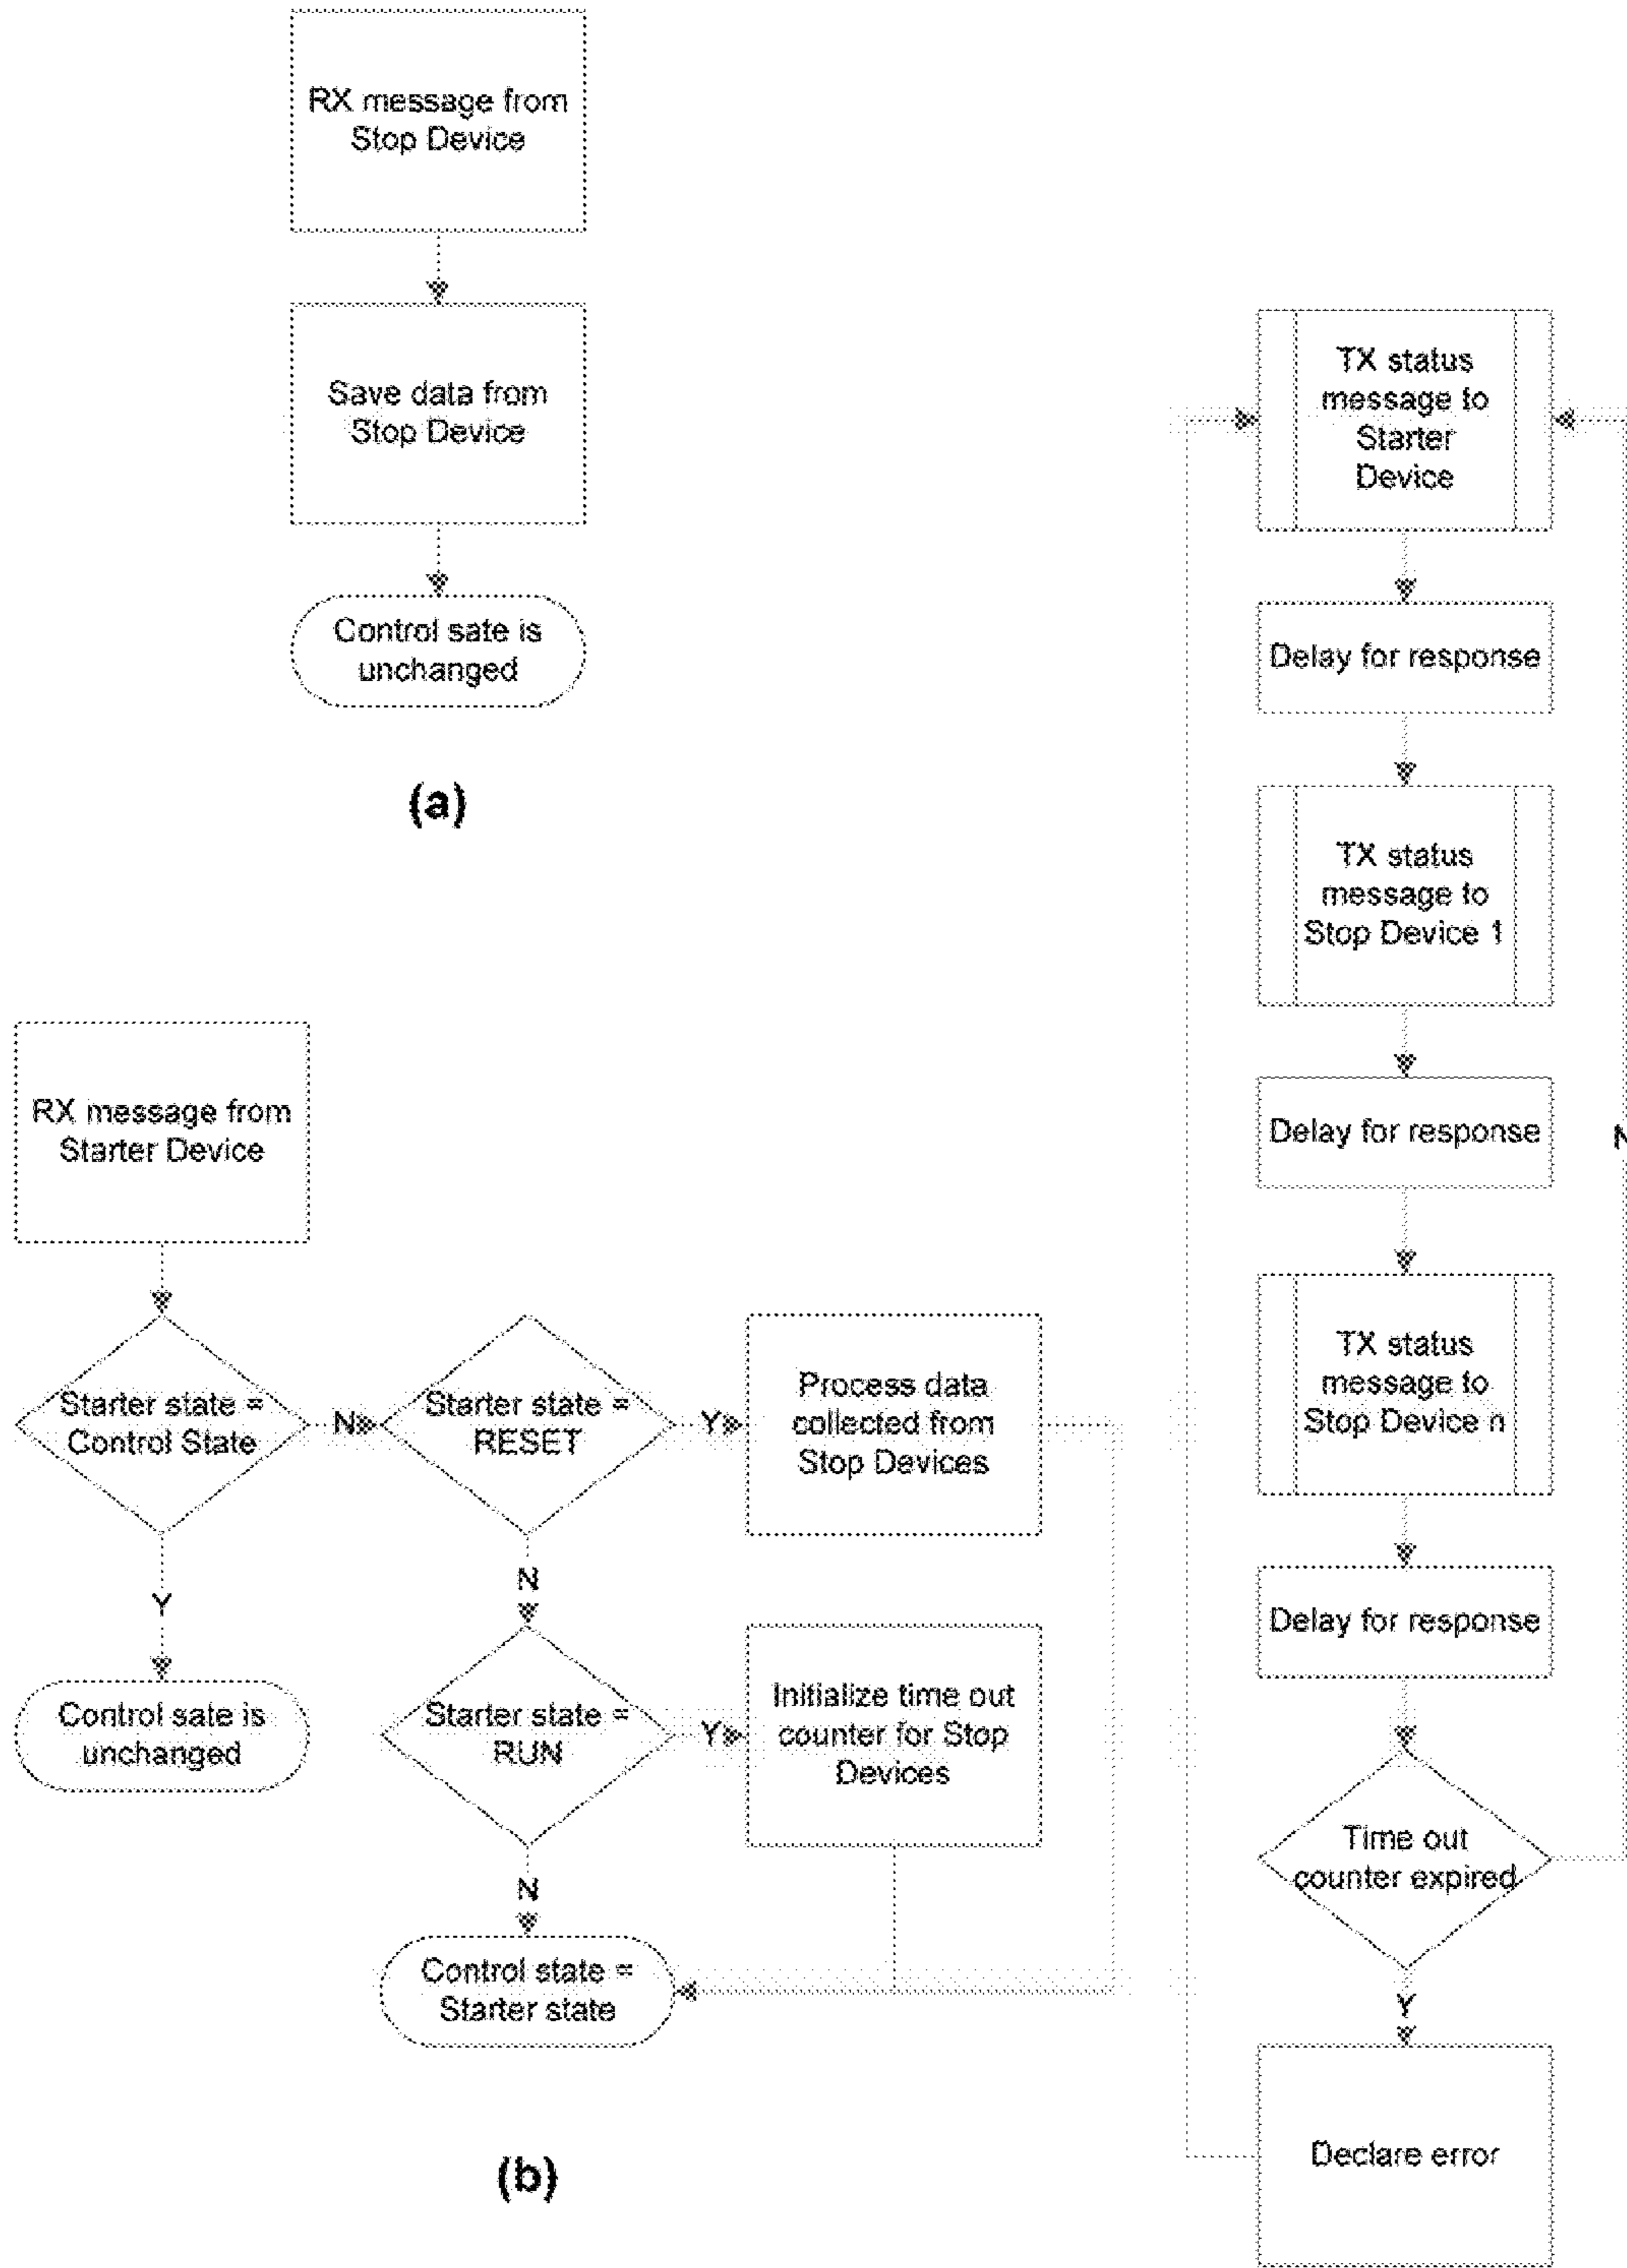 RX message from
Stop Device
Save data from
Stop Device
Control sate is
unchanged
(a)
RX message from
Starter Device
Starter state =
Control State
N
Starter state =
RESET
Y
Process data
collected from
Stop Devices
Y
N
Control sate is
unchanged
Starter state =
RUN
Y
Initialize time out
counter for Stop
Devices
N
Control state =
Starter state
(b)
TX status
message to
Starter
Device
Delay for response
TX status
message to
Stop Device 1
Delay for response
N
TX status
message to
Stop Device n
Delay for response
Time out
counter expired
Y
Declare error